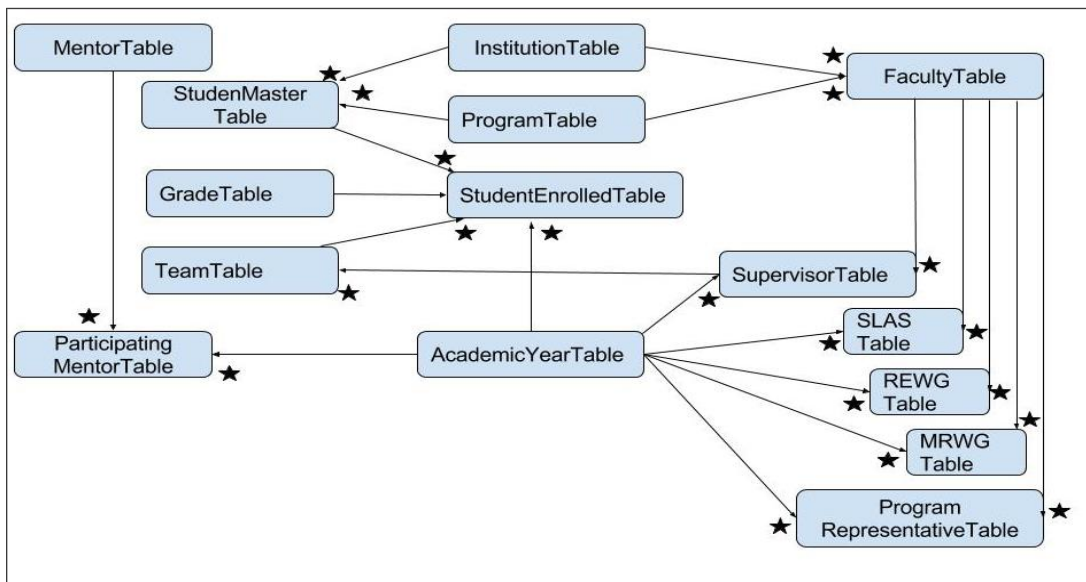 MentorTable
InstitutionTable
FacultyTable
StudenMaster
Table
ProgramTable
GradeTable
StudentEnrolledTable
TeamTable
SupervisorTable
Participating
MentorTable
AcademicYearTable
SLAS
Table
REWG
Table
MRWG
Table
Program
RepresentativeTable